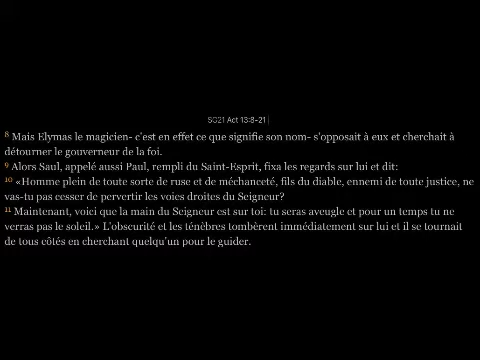 SG21 Act 13:8-21
8 Mais Elymas le magicien- c'est en effet ce que signifie son nom- s'opposait à eux et cherchait à
détourner le gouverneur de la foi.
9 Alors Saul, appelé aussi Paul, rempli du Saint-Esprit, fixa les regards sur lui et dit:
10 «Homme plein de toute sorte de ruse et de méchanceté, fils du diable, ennemi de toute justice, ne
vas-tu pas cesser de pervertir les voies droites du Seigneur?
11 Maintenant, voici que la main du Seigneur est sur toi: tu seras aveugle et pour un temps tu ne
verras pas le soleil.» L'obscurité et les ténèbres tombèrent immédiatement sur lui et il se tournait
de tous côtés en cherchant quelqu'un pour le guider.